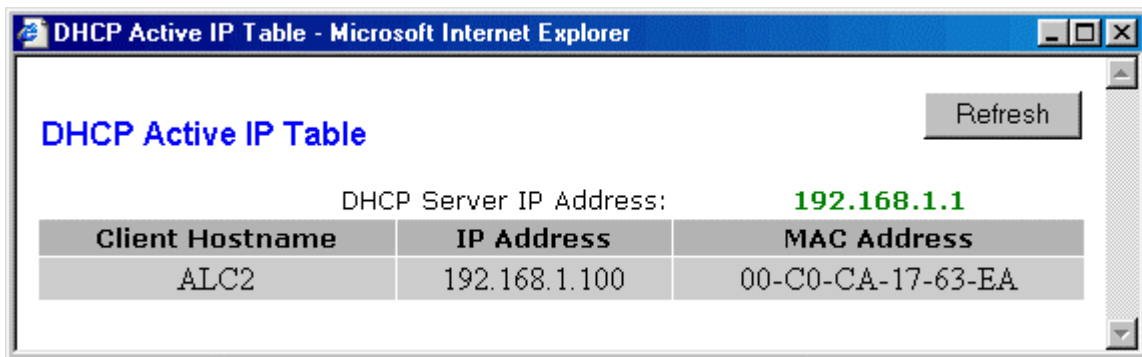 DHCP Active IP Table - Microsoft Internet Explorer
Refresh
DHCP Active IP Table
DHCP Server IP Address: 192.168.1.1
Client Hostname IP Address MAC Address
ALC2 192.168.1.100 00-C0-CA-17-63-EA